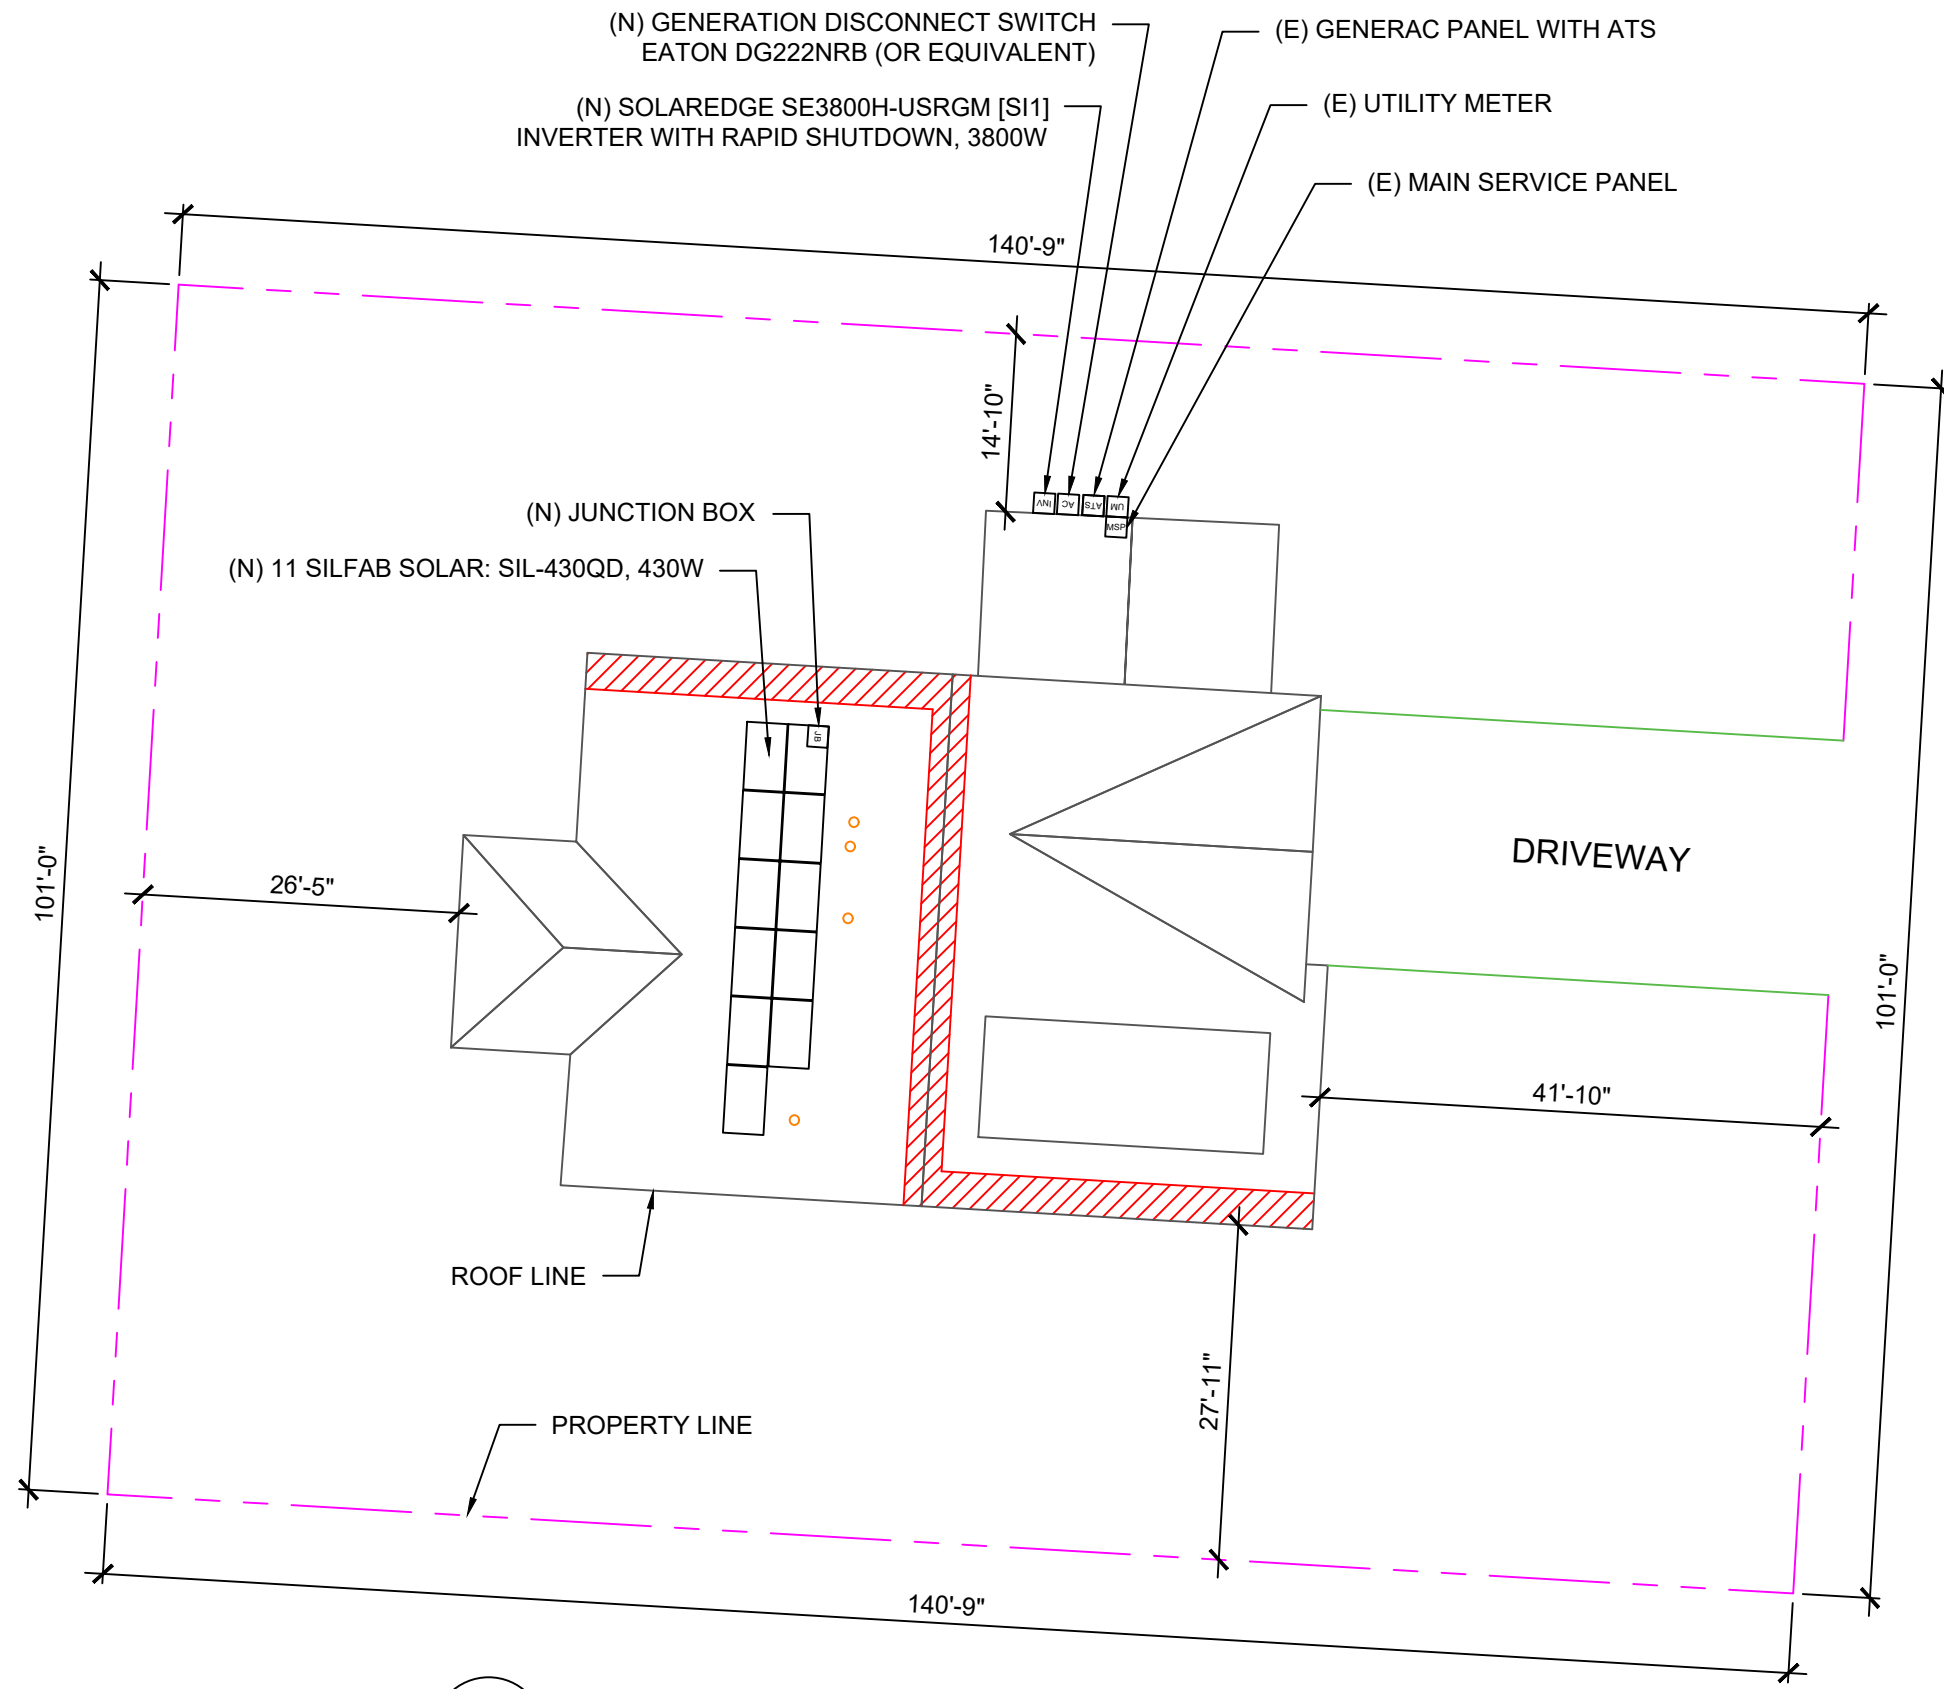 (N) GENERATION DISCONNECT SWITCH
EATON DG222NRB (OR EQUIVALENT)
(E) GENERAC PANEL WITH ATS
(N) SOLAREDGE SE3800H-USRGM [SI1]
INVERTER WITH RAPID SHUTDOWN, 3800W
(E) UTILITY METER
(E) MAIN SERVICE PANEL
140'-9"
14'-10"
INV
AC
ATS
UM
MSP
(N) JUNCTION BOX
(N) 11 SILFAB SOLAR: SIL-430QD, 430W
JB
DRIVEWAY
101'-0"
26'-5"
101'-0"
41'-10"
ROOF LINE
27'-11"
PROPERTY LINE
140'-9"